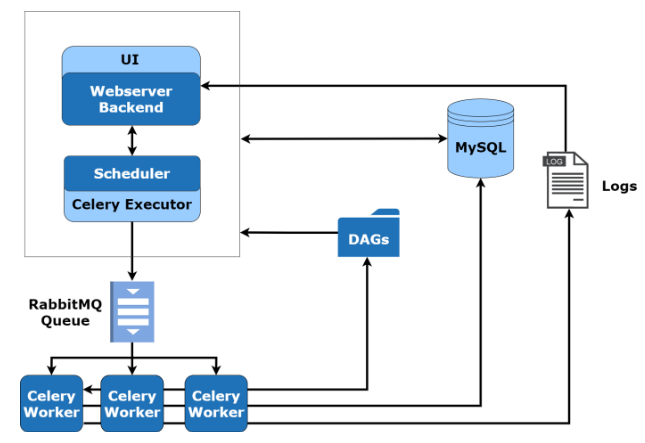 UI
Webserver
Backend
Scheduler
Celery Executor
MySQL
LOG
Logs
DAGs
RabbitMQ
Queue
Celery
Worker
Celery
Worker
Celery
Worker